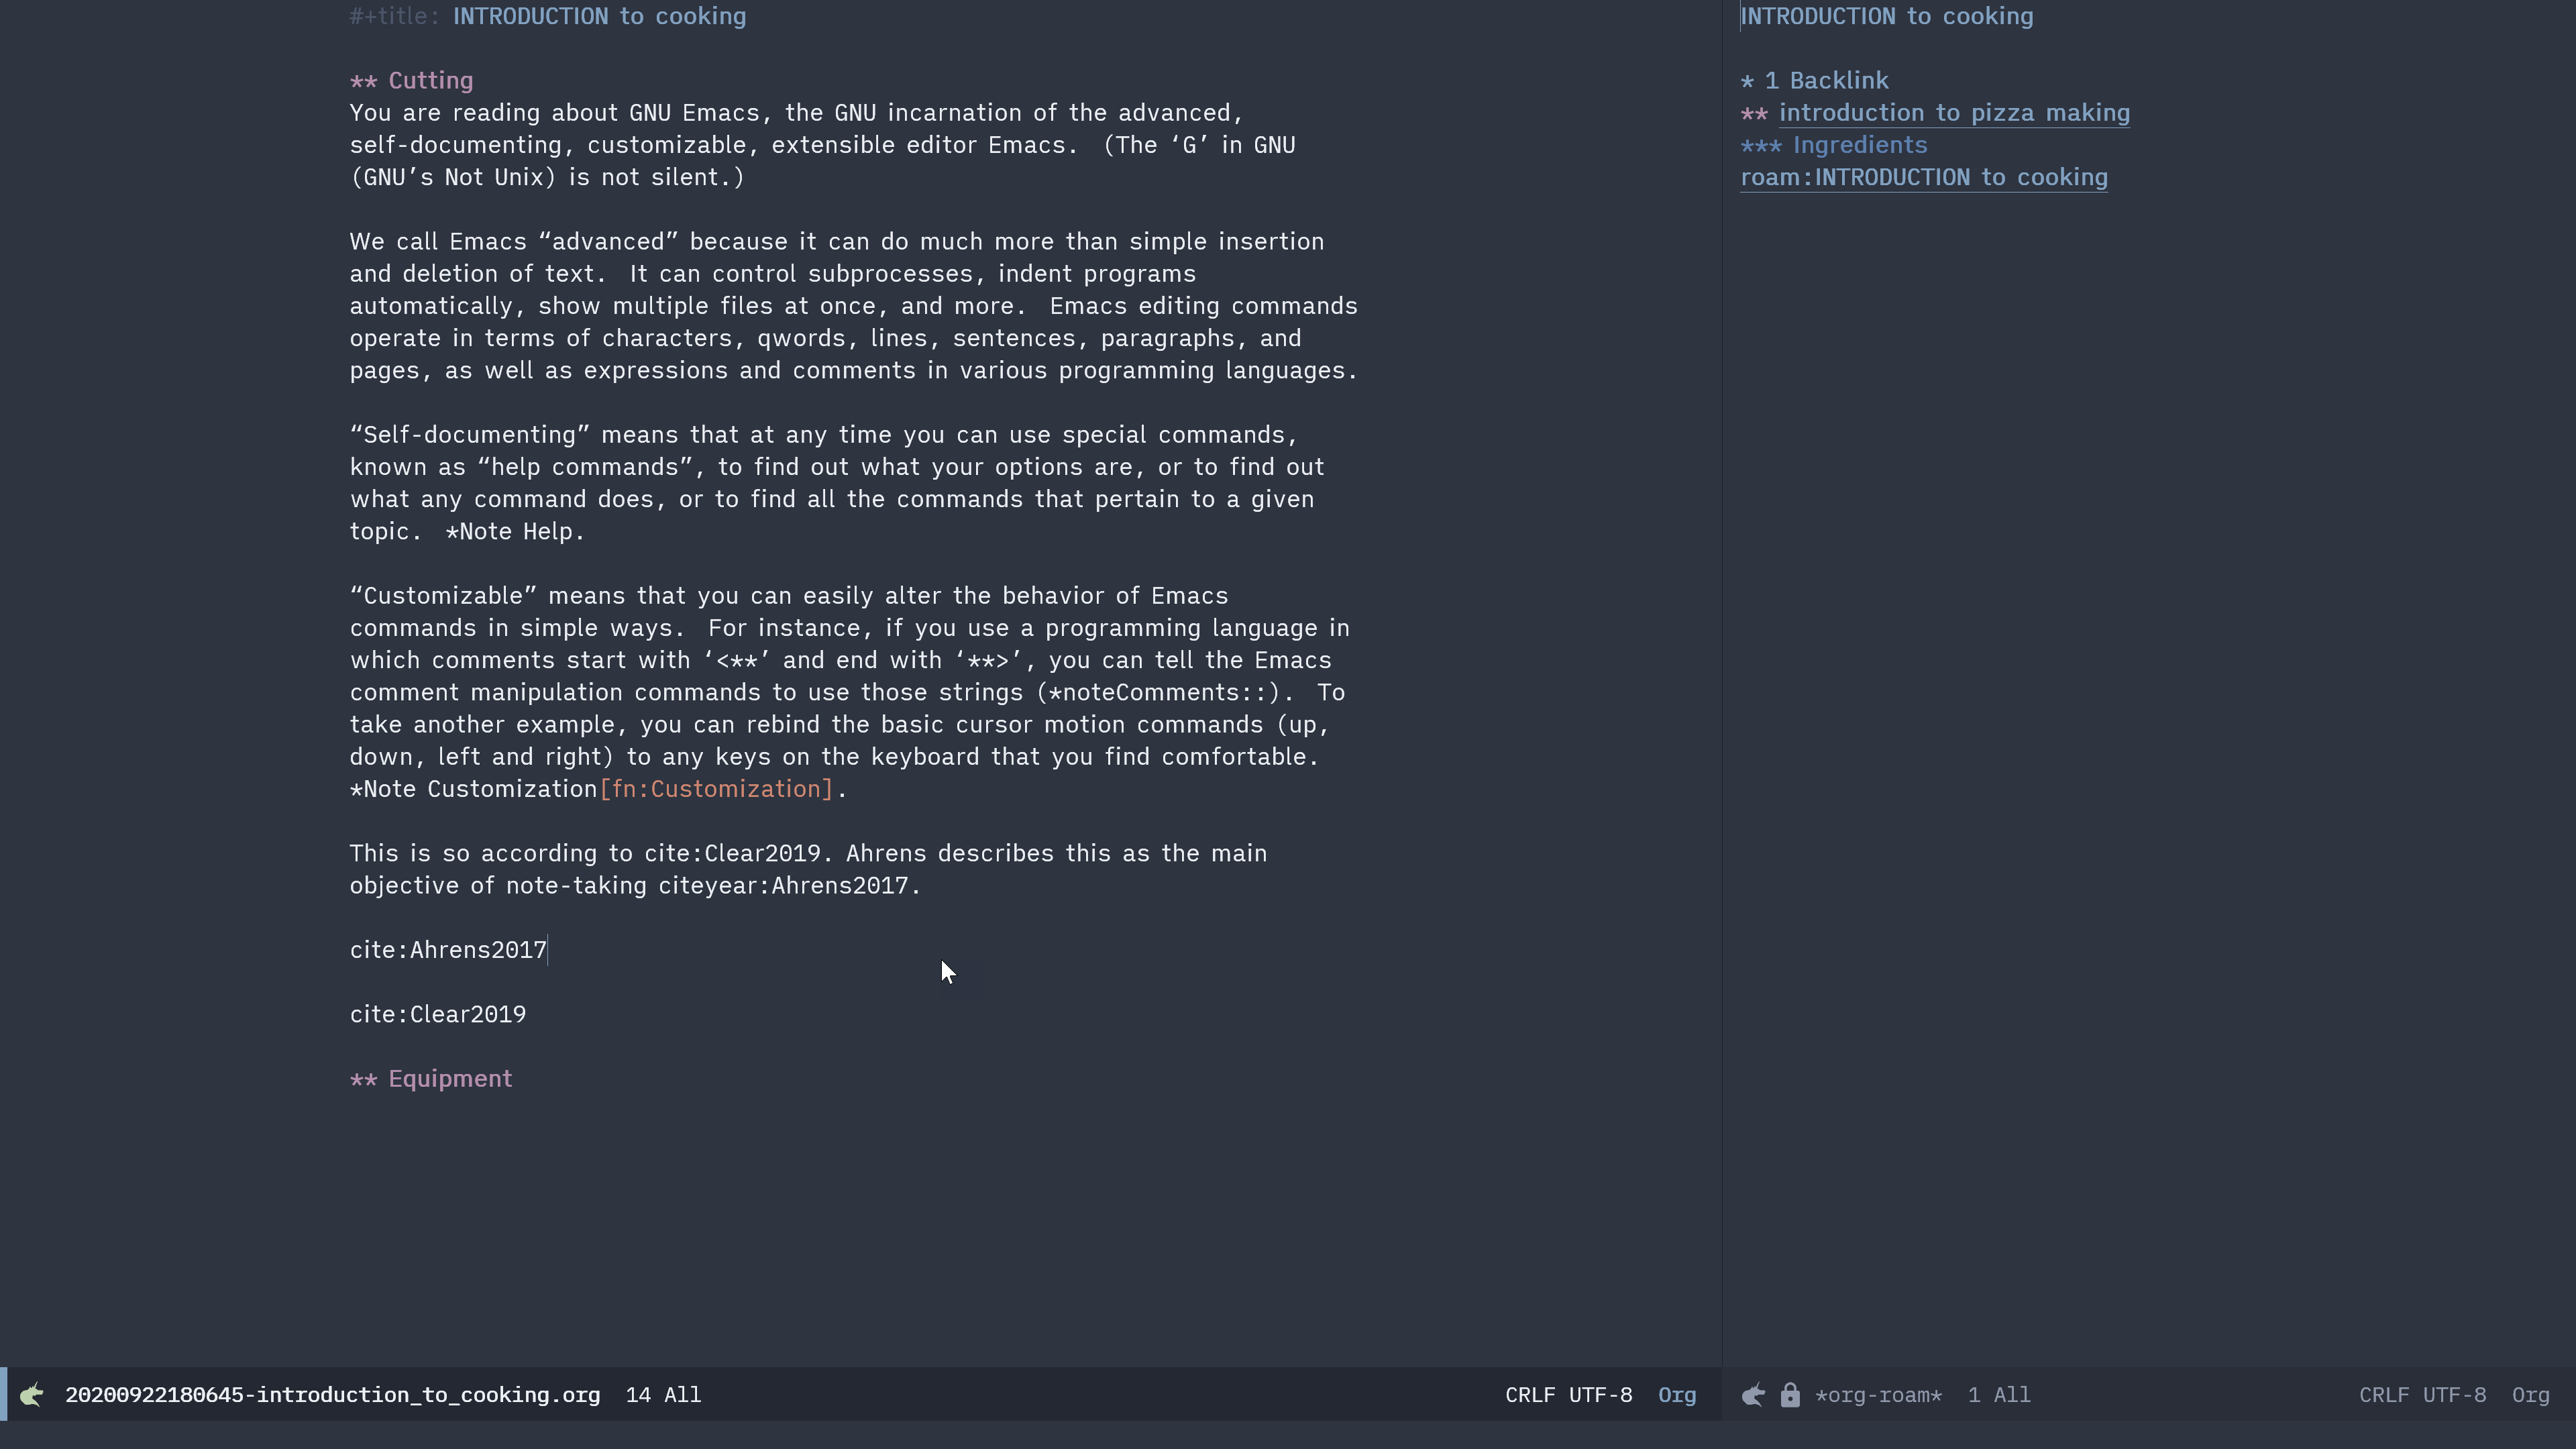 #+title: INTRODUCTION to cooking
** Cutting
You are reading about GNU Emacs, the GNU incarnation of the advanced,
self-documenting, customizable, extensible editor Emacs.  (The ‘G’ in GNU
(GNU’s Not Unix) is not silent.)
We call Emacs “advanced” because it can do much more than simple insertion
and deletion of text.  It can control subprocesses, indent programs
automatically, show multiple files at once, and more.  Emacs editing commands
operate in terms of characters, qwords, lines, sentences, paragraphs, and
pages, as well as expressions and comments in various programming languages.
“Self-documenting” means that at any time you can use special commands,
known as “help commands”, to find out what your options are, or to find out
what any command does, or to find all the commands that pertain to a given
topic.  *Note Help.
“Customizable” means that you can easily alter the behavior of Emacs
commands in simple ways.  For instance, if you use a programming language in
which comments start with ‘<**’ and end with ‘**>’, you can tell the Emacs
comment manipulation commands to use those strings (*noteComments::).  To
take another example, you can rebind the basic cursor motion commands (up,
down, left and right) to any keys on the keyboard that you find comfortable.
*Note Customization[fn:Customization].
This is so according to cite:Clear2019. Ahrens describes this as the main
objective of note-taking citeyear:Ahrens2017.
cite:Ahrens2017
cite:Clear2019
** Equipment
20200922180645-introduction_to_cooking.org 14 All CRLF UTF-8 Org
INTRODUCTION to cooking
* 1 Backlink
** introduction to pizza making
*** Ingredients
roam:INTRODUCTION to cooking
*org-roam* 1 All CRLF UTF-8 Org